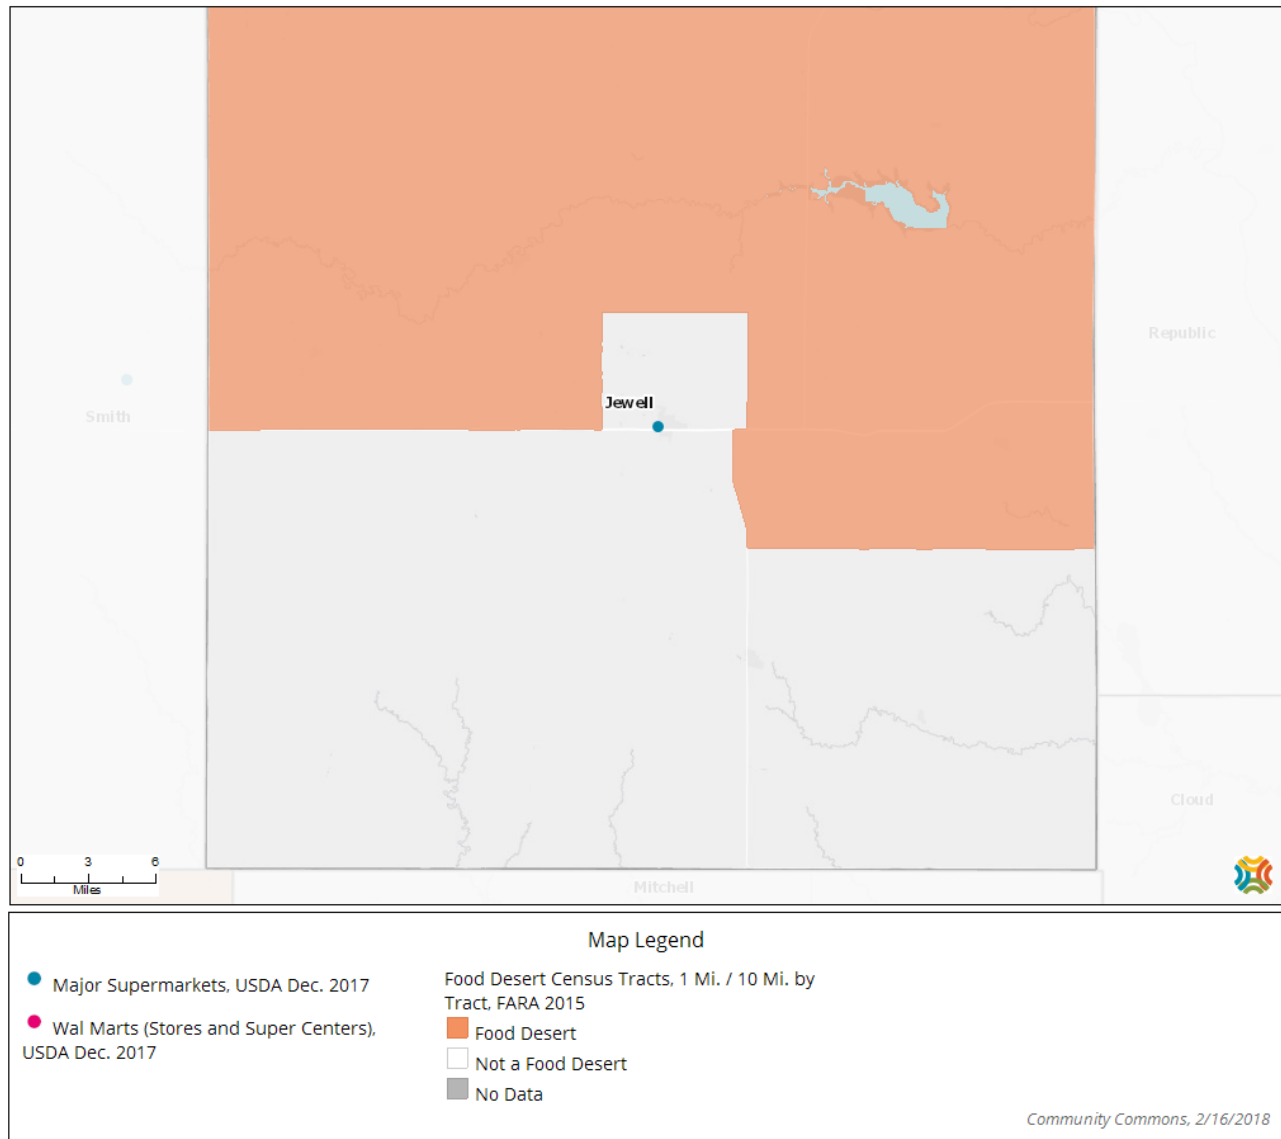 Republic
Jewell
Smith
Cloud
0 3 6
Miles
Mitchell
Map Legend
Major Supermarkets, USDA Dec. 2017
Wal Marts (Stores and Super Centers),
USDA Dec. 2017
Food Desert Census Tracts, 1 Mi. / 10 Mi. by
Tract, FARA 2015
Food Desert
Not a Food Desert
No Data
Community Commons, 2/16/2018